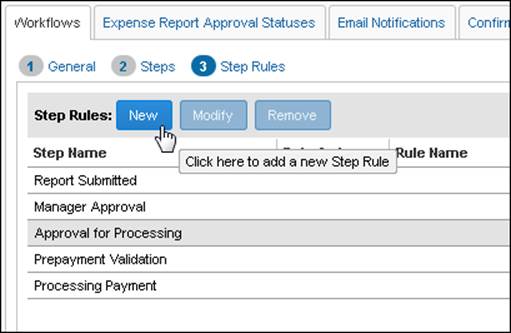 Workflows Expense Report Approval Statuses Email Notifications Confirm
1 General 2 Steps 3 Step Rules
Step Rules: New Modify Remove
Step Name Rule Name
Click here to add a new Step Rule
Report Submitted
Manager Approval
Approval for Processing
Prepayment Validation
Processing Payment